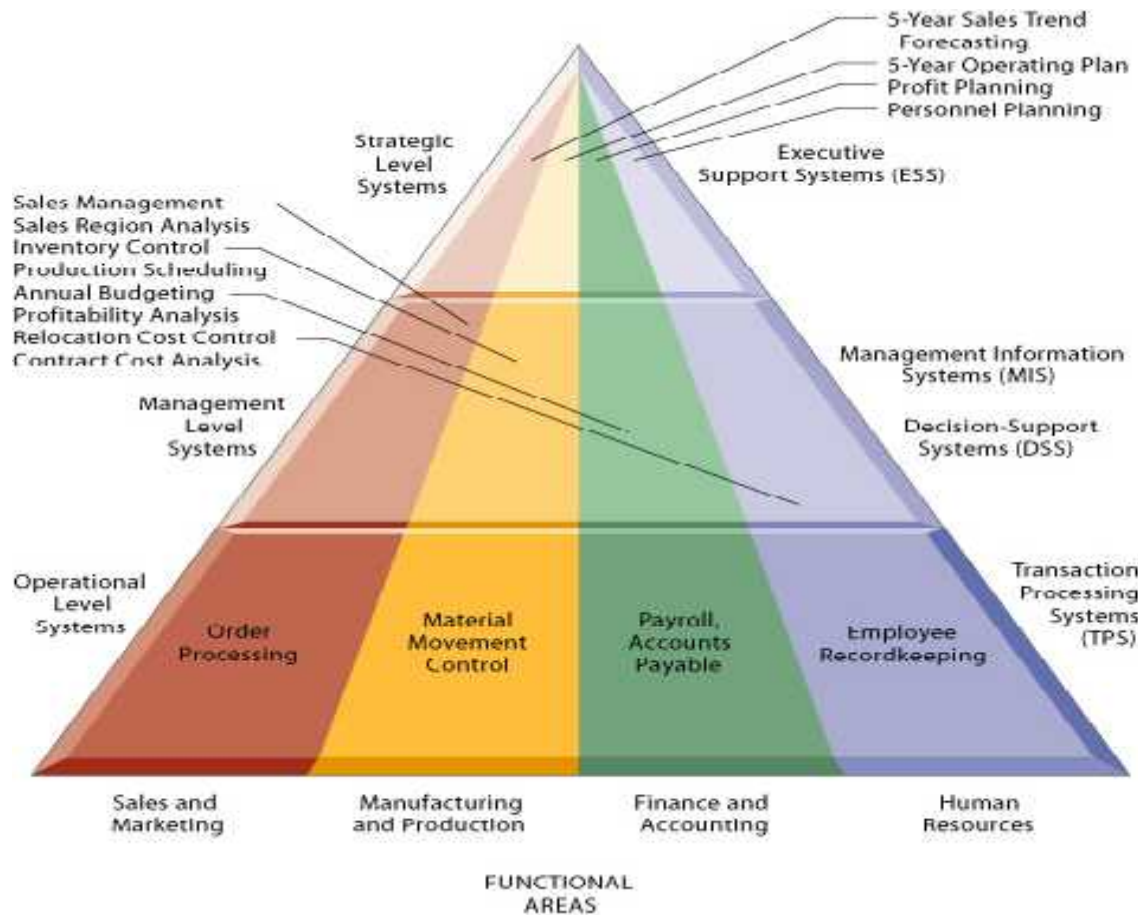 5-Year Sales Trend
Forecasting
5-Year Operating Plan
Profit Planning
Personnel Planning
Strategic
Level
Systems
Executive
Support Systems (ESS)
Sales Management
Sales Region Analysis
Inventory Control
Production Scheduling
Annual Budgeting
Profitability Analysis
Relocation Cost Control
Contract Cost Analysis
Management
Level
Systems
Management Information
Systems (MIS)
Decision-Support
Systems (DSS)
Operational
Level
Systems
Order
Processing
Material
Movement
Control
Payroll,
Accounts
Payable
Employee
Recordkeeping
Transaction
Processing
Systems
(TPS)
Sales and
Marketing
Manufacturing
and Production
Finance and
Accounting
Human
Resources
FUNCTIONAL
AREAS